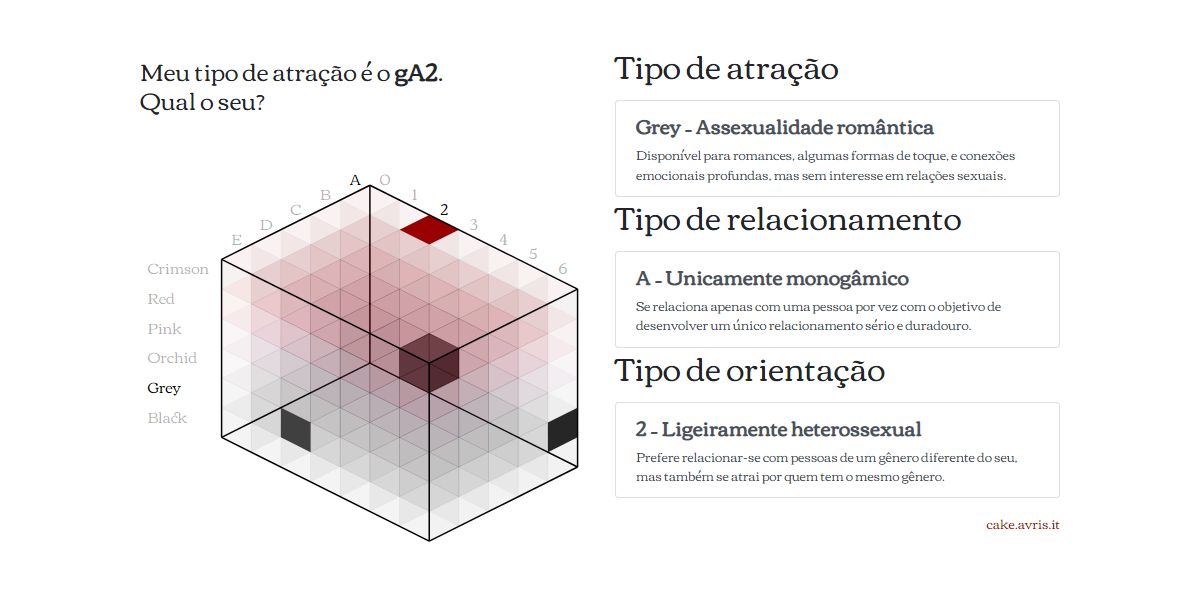 Meu tipo de atração é o gA2.
Qual o seu?
A
B
C
D
E
0
1
2
3
4
5
6
Crimson
Red
Pink
Orchid
Grey
Black
Tipo de atração
Grey - Assexualidade romântica
Disponível para romances, algumas formas de toque, e conexões
emocionais profundas, mas sem interesse em relações sexuais.
Tipo de relacionamento
A - Unicamente monogâmico
Se relaciona apenas com uma pessoa por vez com o objetivo de
desenvolver um único relacionamento sério e duradouro.
Tipo de orientação
2 - Ligeiramente heterossexual
Prefere relacionar-se com pessoas de um gênero diferente do seu,
mas também se atrai por quem tem o mesmo gênero.
cake.avris.it